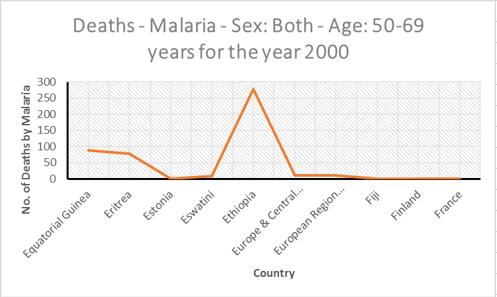 Deaths - Malaria - Sex: Both - Age: 50-69
years for the year 2000
No. of Deaths by Malaria
300
250
200
150
100
50
0
Equatorial Guinea
Eritrea
Estonia
Eswatini
Ethiopia
Europe & Central...
European Region...
Fiji
Finland
France
Country